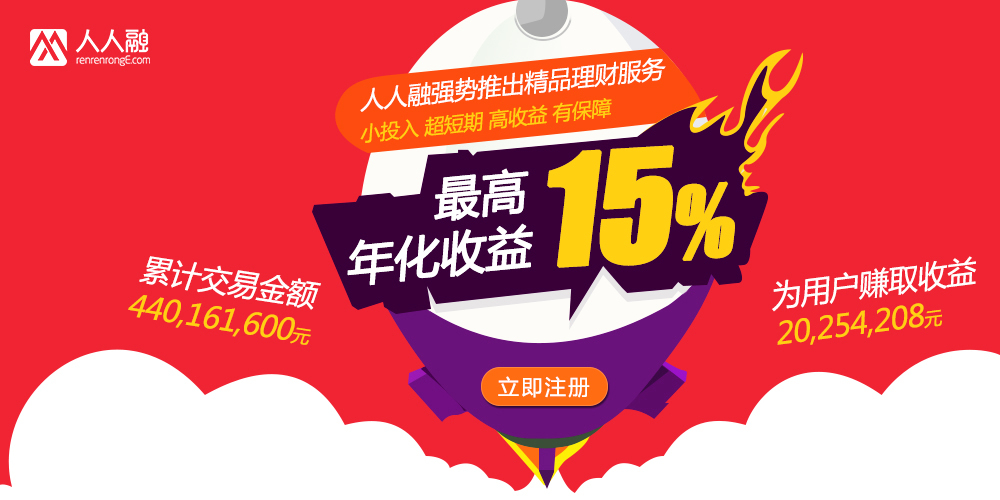 人人融
renrenrongE.com
人人融强势推出精品理财服务
小投入 超短期 高收益 有保障
最高
年化收益
15%
累计交易金额
440,161,600元
为用户赚取收益
20,254,208元
立即注册